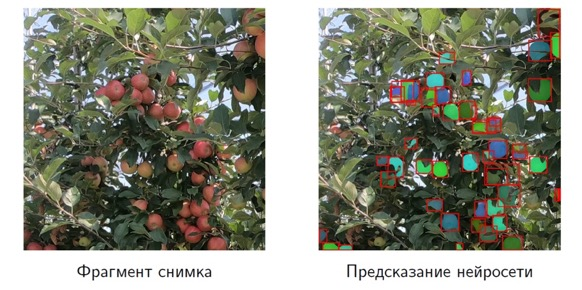 Фрагмент снимка
Предсказание нейросети